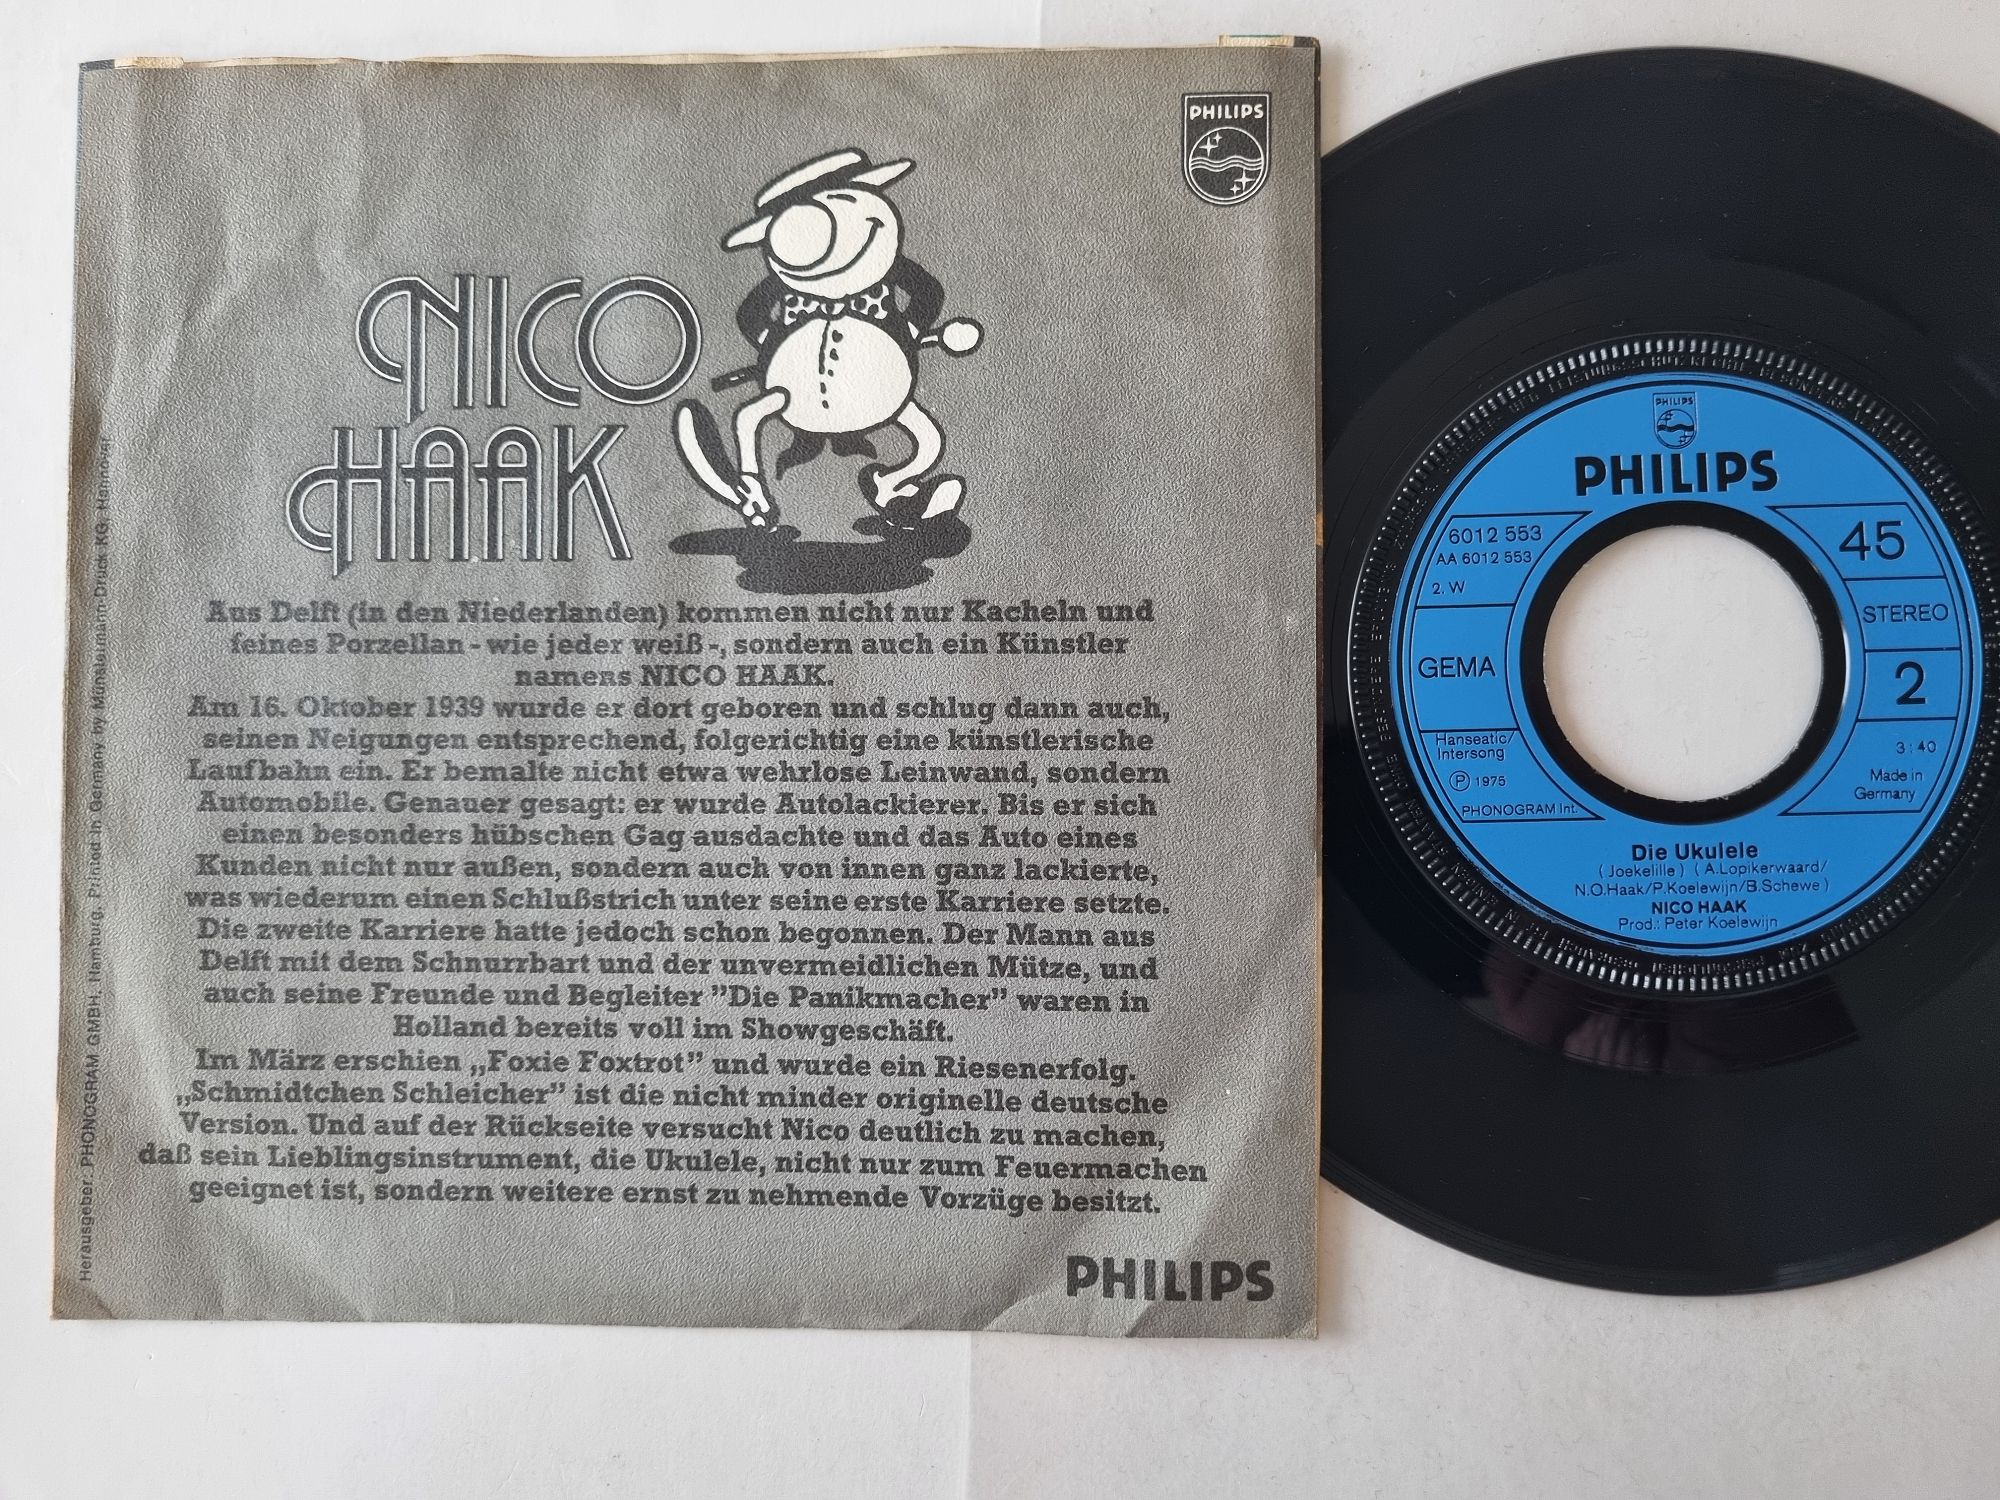 PHILIPS
NICO
HAAK
Aus Delft (in den Niederlanden) kommen nicht nur Kacheln und
feines Porzellan - wie jeder weiß -, sondern auch ein Künstler
namens NICO HAAK.
Am 16. Oktober 1939 wurde er dort geboren und schlug dann auch,
seinen Neigungen entsprechend, folgerichtig eine künstlerische
Laufbahn ein. Er bemalte nicht etwa wehrlose Leinwand, sondern
Automobile. Genauer gesagt: er wurde Autolackierer. Bis er sich
einen besonders hübschen Gag ausdachte und das Auto eines
Kunden nicht nur außen, sondern auch von innen ganz lackierte,
was wiederum einen Schlußstrich unter seine erste Karriere setzte.
Die zweite Karriere hatte jedoch schon begonnen. Der Mann aus
Delft mit dem Schnurrbart und der unvermeidlichen Mütze, und
auch seine Freunde und Begleiter "Die Panikmacher" waren in
Holland bereits voll im Showgeschäft.
Im März erschien „Foxie Foxtrot" und wurde ein Riesenerfolg.
„Schmidtchen Schleicher" ist die nicht minder originelle deutsche
Version. Und auf der Rückseite versucht Nico deutlich zu machen,
daß sein Lieblingsinstrument, die Ukulele, nicht nur zum Feuermachen
geeignet ist, sondern weitere ernst zu nehmende Vorzüge besitzt.
PHILIPS
Herausgeber: PHONOGRAM GMBH, Hamburg. Printed in Germany by Münstermann-Druck KG, Hannover
PHILIPS
PHILIPS
6012 553
AA 6012 553
2. W
GEMA
Hanseatic/
Intersong
Ⓟ 1975
PHONOGRAM Int.
45
STEREO
2
3:40
Made in
Germany
Die Ukulele
(Joekelille) (A.Lopikerwaard/
N.O.Haak/P.Koelewijn/B.Schewe)
NICO HAAK
Prod.: Peter Koelewijn